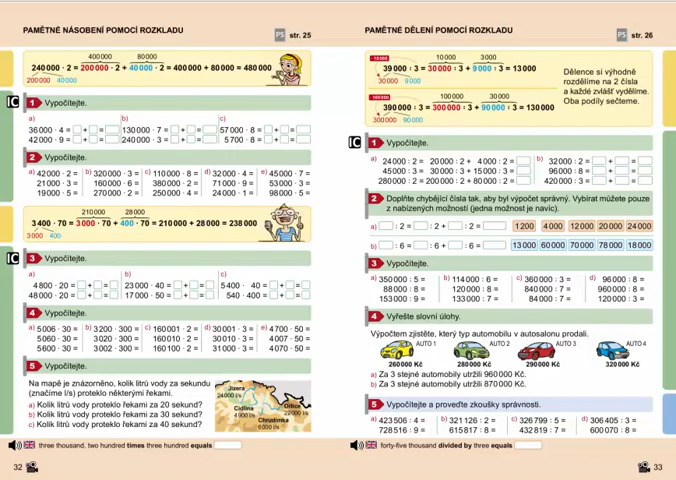 PAMĚTNÉ NÁSOBENÍ POMOCÍ ROZKLADU
PS str. 25
400 000 80 000
240 000 · 2 = 200 000 · 2 + 40 000 · 2 = 400 000 + 80 000 = 480 000
200 000 40 000
IC
1 Vypočítejte.
a) b) c)
36 000 · 4 = + = 130 000 · 7 = + = 57 000 · 8 = + =
42 000 · 9 = + = 240 000 · 3 = + = 5 700 · 8 = + =
2 Vypočítejte.
a) 42 000 · 2 = b) 320 000 · 3 = c) 110 000 · 8 = d) 32 000 · 4 = e) 45 000 · 7 =
21 000 · 3 = 160 000 · 6 = 380 000 · 2 = 71 000 · 9 = 53 000 · 3 =
19 000 · 5 = 270 000 · 2 = 250 000 · 4 = 24 000 · 1 = 98 000 · 5 =
210 000 28 000
3 400 · 70 = 3 000 · 70 + 400 · 70 = 210 000 + 28 000 = 238 000
3 000 400
IC
3 Vypočítejte.
a) b) c)
4 800 · 20 = + = 23 000 · 40 = + = 5 400 · 40 = + =
48 000 · 20 = + = 17 000 · 50 = + = 540 · 400 = + =
4 Vypočítejte.
a) 5 006 · 30 = b) 3 200 · 300 = c) 160 001 · 2 = d) 30 001 · 3 = e) 4 700 · 50 =
5 060 · 30 = 3 020 · 300 = 160 010 · 2 = 30 010 · 3 = 4 007 · 50 =
5 600 · 30 = 3 002 · 300 = 160 100 · 2 = 31 000 · 3 = 4 070 · 50 =
5 Vypočítejte.
Na mapě je znázorněno, kolik litrů vody za sekundu
(značíme l/s) proteklo některými řekami.
a) Kolik litrů vody proteklo řekami za 20 sekund?
b) Kolik litrů vody proteklo řekami za 30 sekund?
c) Kolik litrů vody proteklo řekami za 40 sekund?
Jizera
24 000 l/s
Cidlina
4 900 l/s
Orlice
22 000 l/s
Chrudimka
6 000 l/s
three thousand, two hundred times three hundred equals
32
PAMĚTNÉ DĚLENÍ POMOCÍ ROZKLADU
PS str. 26
10 000 10 000 3 000
39 000 : 3 = 30 000 : 3 + 9 000 : 3 = 13 000
30 000 9 000
100 000 100 000 30 000
390 000 : 3 = 300 000 : 3 + 90 000 : 3 = 130 000
300 000 90 000
Dělence si výhodně
rozdělíme na 2 čísla
a každé zvlášť vydělíme.
Oba podíly sečteme.
IC
1 Vypočítejte.
a) 24 000 : 2 = 20 000 : 2 + 4 000 : 2 = b) 32 000 : 2 = + =
45 000 : 3 = 30 000 : 3 + 15 000 : 3 = 96 000 : 8 = + =
280 000 : 2 = 200 000 : 2 + 80 000 : 2 = 420 000 : 3 = + =
2 Doplňte chybějící čísla tak, aby byl výpočet správný. Vybírat můžete pouze
z nabízených možností (jedna možnost je navíc).
a) : 2 = : 2 + : 2 = 1 200 4 000 12 000 20 000 24 000
b) : 6 = : 6 + : 6 = 13 000 60 000 70 000 78 000 18 000
3 Vypočítejte.
a) 350 000 : 5 = b) 114 000 : 6 = c) 360 000 : 3 = d) 96 000 : 8 =
88 000 : 8 = 120 000 : 8 = 840 000 : 7 = 960 000 : 8 =
153 000 : 9 = 133 000 : 7 = 84 000 : 7 = 120 000 : 3 =
4 Vyřešte slovní úlohy.
Výpočtem zjistěte, který typ automobilu v autosalonu prodali.
AUTO 1 AUTO 2 AUTO 3 AUTO 4
260 000 Kč 280 000 Kč 290 000 Kč 320 000 Kč
a) Za 3 stejné automobily utržili 960 000 Kč.
b) Za 3 stejné automobily utržili 870 000 Kč.
5 Vypočítejte a proveďte zkoušky správnosti.
a) 423 506 : 4 = b) 321 126 : 2 = c) 326 799 : 5 = d) 306 405 : 3 =
728 516 : 9 = 615 817 : 8 = 432 819 : 7 = 600 070 : 8 =
forty-five thousand divided by three equals
33